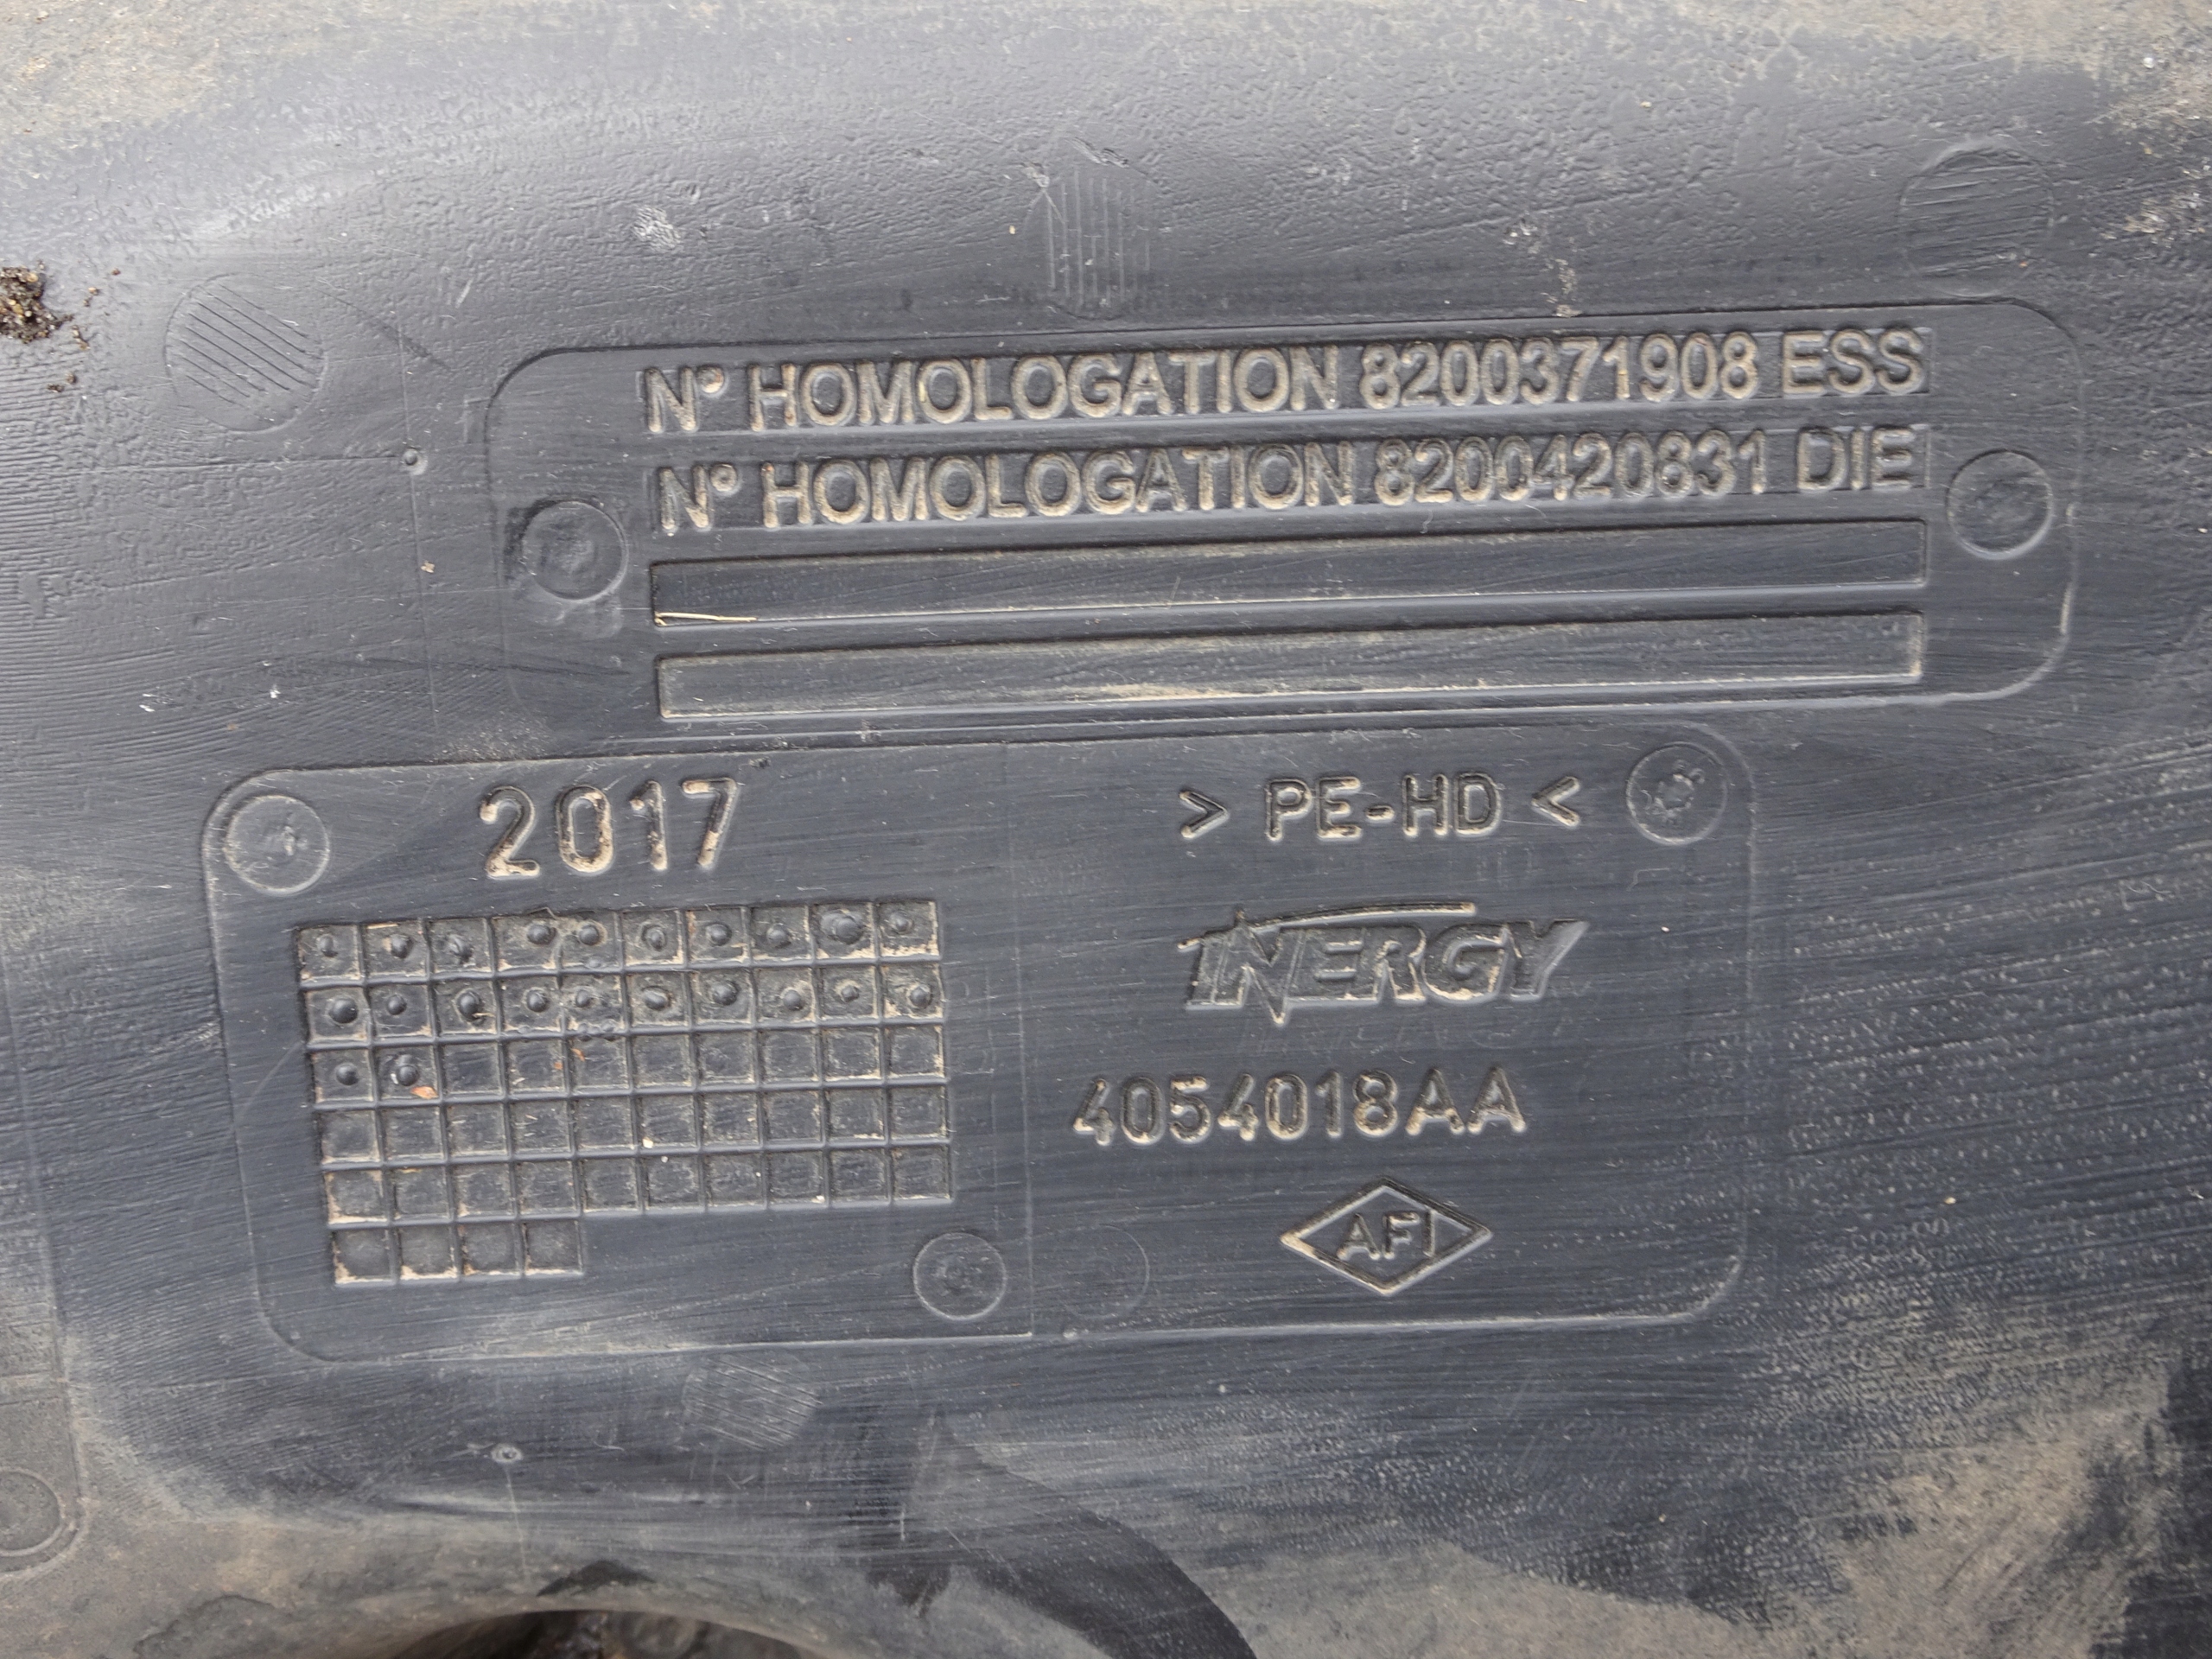 N° HOMOLOGATION 8200371908 ESS
N° HOMOLOGATION 8200420831 DIE
2017
> PE-HD <
INERGY
4054018AA
AFI